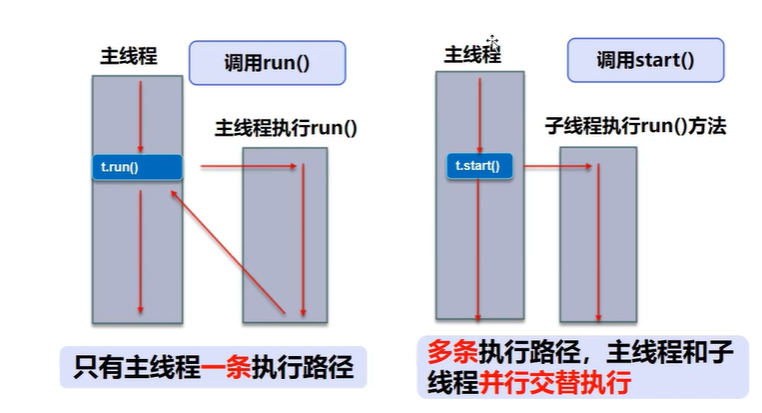 主线程
调用run()
主线程执行run()
t.run()
只有主线程一条执行路径
主线程
调用start()
子线程执行run()方法
t.start()
多条执行路径，主线程和子
线程并行交替执行